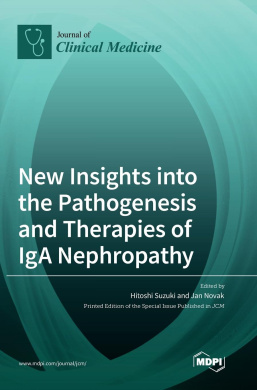 Journal of
Clinical Medicine
New Insights into
the Pathogenesis
and Therapies of
IgA Nephropathy
Edited by
Hitoshi Suzuki and Jan Novak
Printed Edition of the Special Issue Published in JCM
www.mdpi.com/journal/jcm/
MDPI